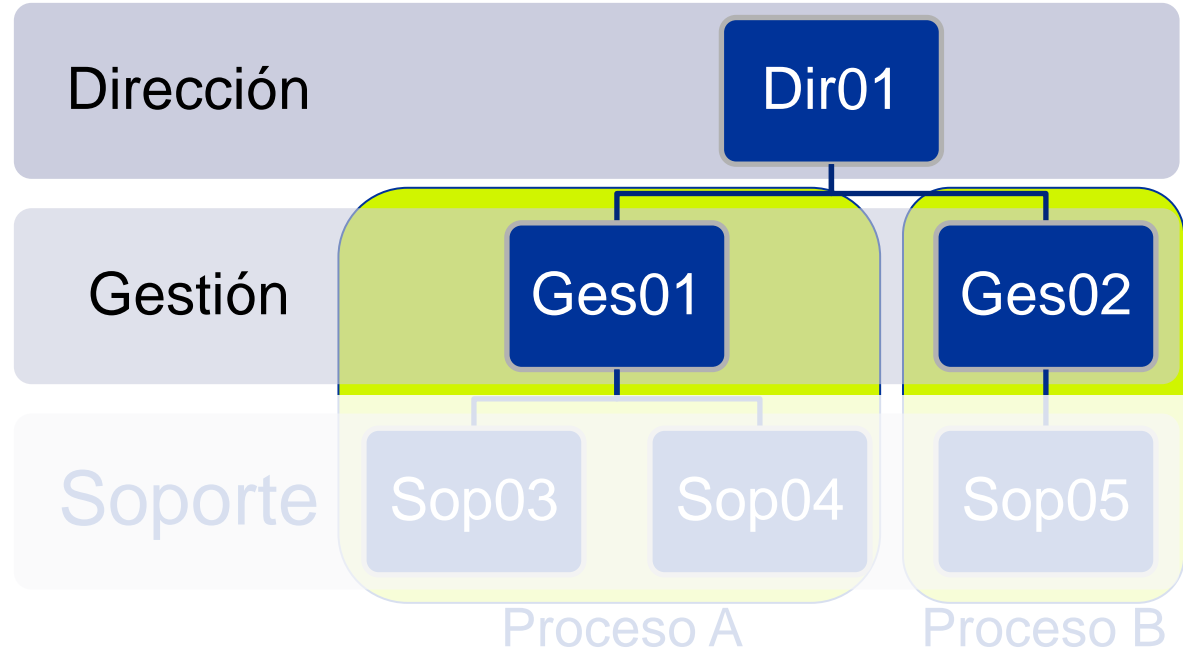 Dirección
Dir01
Gestión
Ges01
Ges02
Soporte
Sop03
Sop04
Sop05
Proceso A
Proceso B